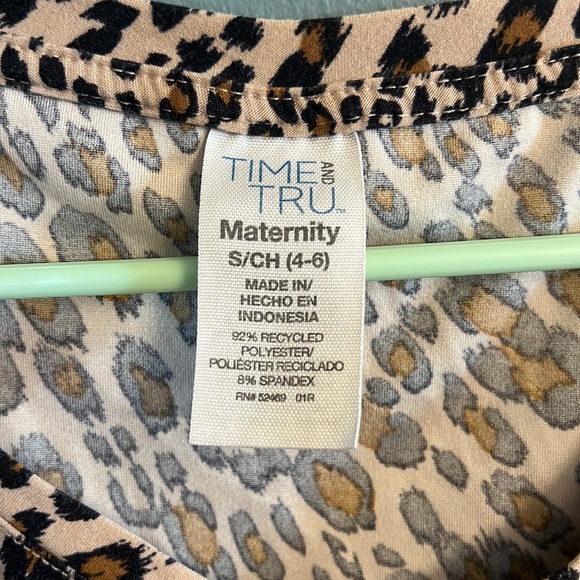 TIME AND
TRU™
Maternity
S/CH (4-6)
MADE IN/
HECHO EN
INDONESIA
92% RECYCLED
POLYESTER/
POLIÉSTER RECICLADO
8% SPANDEX
RN# 52469 01R